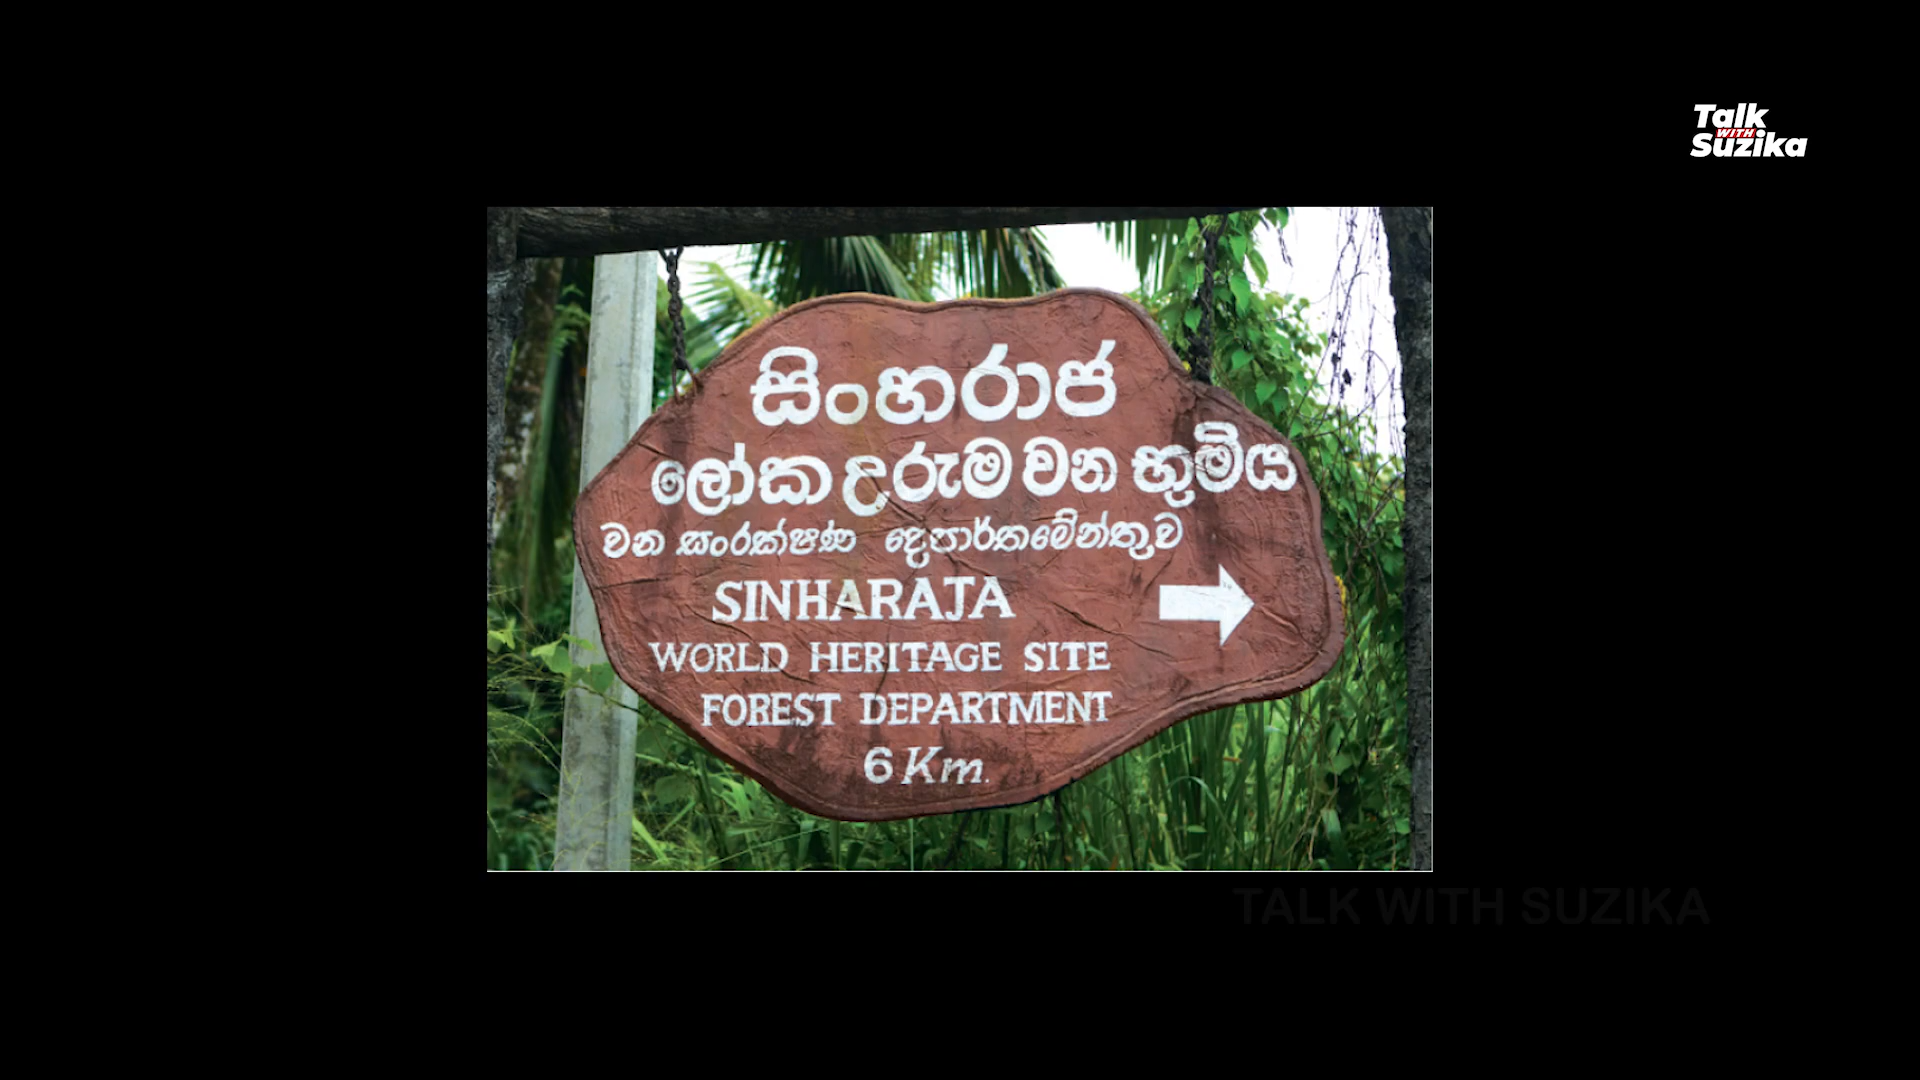 Talk
WITH
Suzika
සිංහරාජ
ලෝක උරුම වන භූමිය
වන සංරක්ෂණ දෙපාර්තමේන්තුව
SINHARAJA
WORLD HERITAGE SITE
FOREST DEPARTMENT
6 Km.
TALK WITH SUZIKA